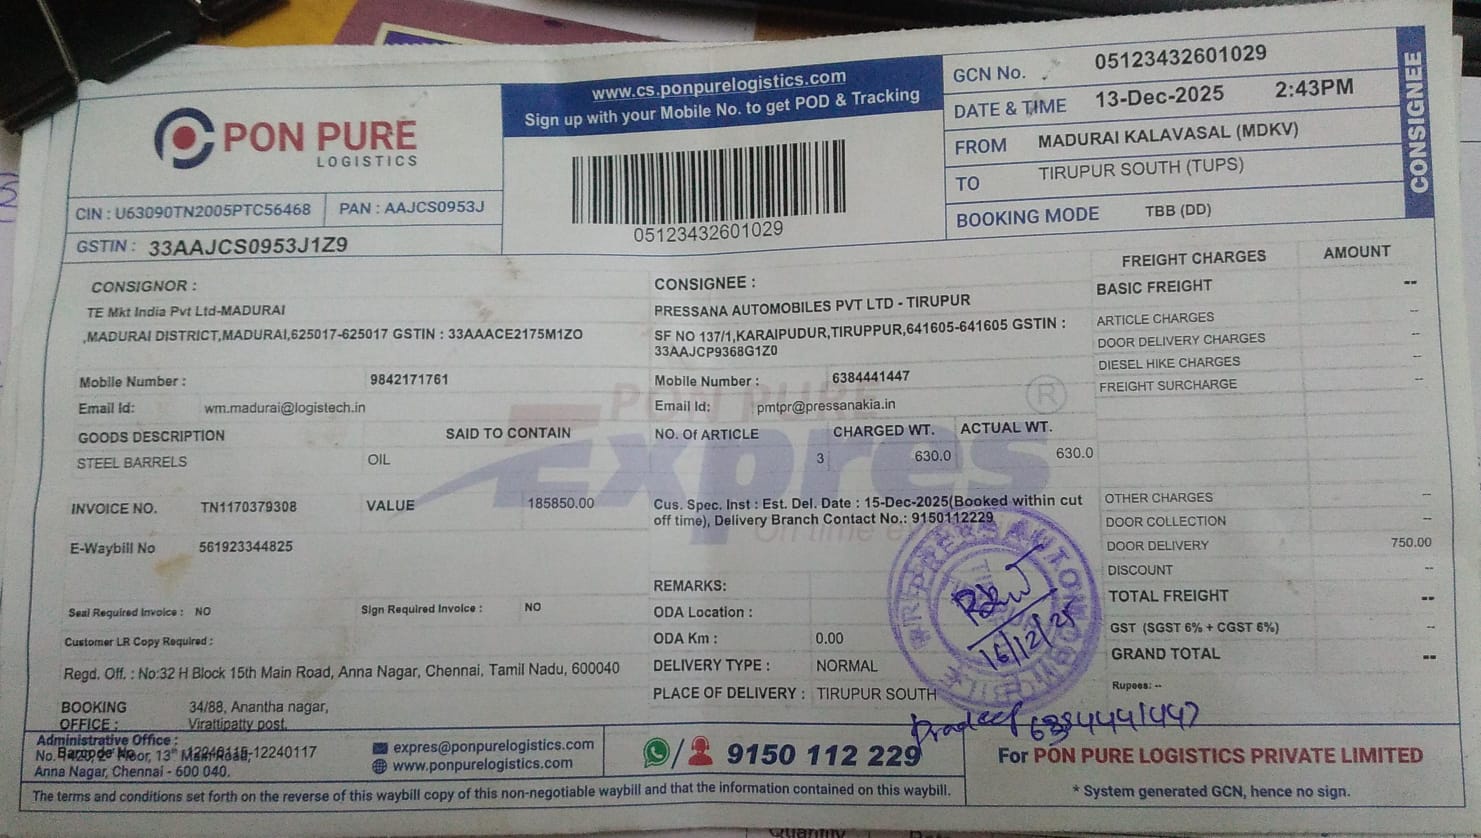 PON PURE
LOGISTICS
CIN : U63090TN2005PTC56468 PAN : AAJCS0953J
GSTIN : 33AAJCS0953J1Z9
www.cs.ponpurelogistics.com
Sign up with your Mobile No. to get POD & Tracking
05123432601029
GCN No. 05123432601029
DATE & TIME 13-Dec-2025 2:43PM
FROM MADURAI KALAVASAL (MDKV)
TO TIRUPUR SOUTH (TUPS)
BOOKING MODE TBB (DD)
CONSIGNEE
CONSIGNOR :
TE Mkt India Pvt Ltd-MADURAI
,MADURAI DISTRICT,MADURAI,625017-625017 GSTIN : 33AAACE2175M1ZO
Mobile Number : 9842171761
Email Id: wm.madurai@logistech.in
CONSIGNEE :
PRESSANA AUTOMOBILES PVT LTD - TIRUPUR
SF NO 137/1,KARAIPUDUR,TIRUPPUR,641605-641605 GSTIN :
33AAJCP9368G1Z0
Mobile Number : 6384441447
Email Id: pmtpr@pressanakia.in
PON PURE
Expres
®
On time e
GOODS DESCRIPTION SAID TO CONTAIN
STEEL BARRELS OIL
NO. Of ARTICLE CHARGED WT. ACTUAL WT.
3 630.0 630.0
INVOICE NO. TN1170379308 VALUE 185850.00
E-Waybill No 561923344825
Cus. Spec. Inst : Est. Del. Date : 15-Dec-2025(Booked within cut
off time), Delivery Branch Contact No.: 9150112229
Seal Required Invoice : NO Sign Required Invoice : NO
Customer LR Copy Required :
Regd. Off. : No:32 H Block 15th Main Road, Anna Nagar, Chennai, Tamil Nadu, 600040
BOOKING OFFICE : 34/88, Anantha nagar,
Virattipatty post.
REMARKS:
ODA Location :
ODA Km : 0.00
DELIVERY TYPE : NORMAL
PLACE OF DELIVERY : TIRUPUR SOUTH
FREIGHT CHARGES AMOUNT
BASIC FREIGHT --
ARTICLE CHARGES --
DOOR DELIVERY CHARGES --
DIESEL HIKE CHARGES --
FREIGHT SURCHARGE --
OTHER CHARGES --
DOOR COLLECTION --
DOOR DELIVERY 750.00
DISCOUNT --
TOTAL FREIGHT --
GST (SGST 6% + CGST 6%) --
GRAND TOTAL --
Rupees: --
16/12/25
Pradeep 6384441447
Administrative Office :
Barcode No 12240115-12240117
Anna Nagar, Chennai - 600 040.
expres@ponpurelogistics.com
www.ponpurelogistics.com
/ 9150 112 229
For PON PURE LOGISTICS PRIVATE LIMITED
* System generated GCN, hence no sign.
The terms and conditions set forth on the reverse of this waybill copy of this non-negotiable waybill and that the information contained on this waybill.
Quantity